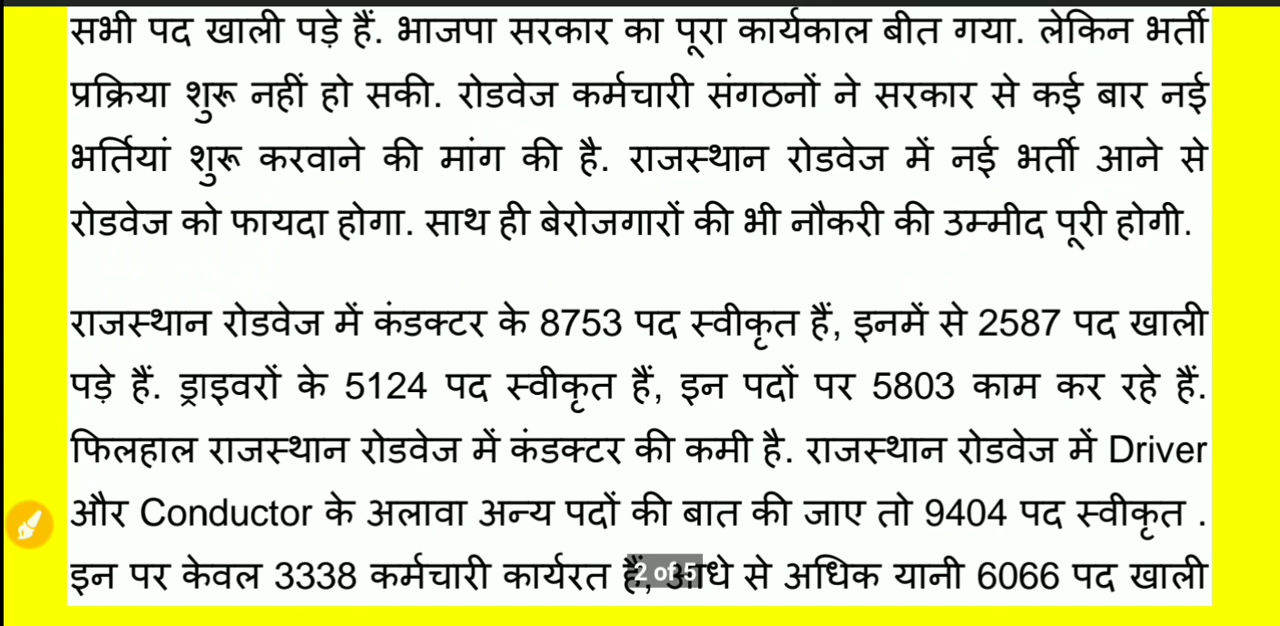 सभी पद खाली पड़े हैं. भाजपा सरकार का पूरा कार्यकाल बीत गया. लेकिन भर्ती
प्रक्रिया शुरू नहीं हो सकी. रोडवेज कर्मचारी संगठनों ने सरकार से कई बार नई
भर्तियां शुरू करवाने की मांग की है. राजस्थान रोडवेज में नई भर्ती आने से
रोडवेज को फायदा होगा. साथ ही बेरोजगारों की भी नौकरी की उम्मीद पूरी होगी.
राजस्थान रोडवेज में कंडक्टर के 8753 पद स्वीकृत हैं, इनमें से 2587 पद खाली
पड़े हैं. ड्राइवरों के 5124 पद स्वीकृत हैं, इन पदों पर 5803 काम कर रहे हैं.
फिलहाल राजस्थान रोडवेज में कंडक्टर की कमी है. राजस्थान रोडवेज में Driver
और Conductor के अलावा अन्य पदों की बात की जाए तो 9404 पद स्वीकृत .
इन पर केवल 3338 कर्मचारी कार्यरत हैं, आधे से अधिक यानी 6066 पद खाली
2 of 5